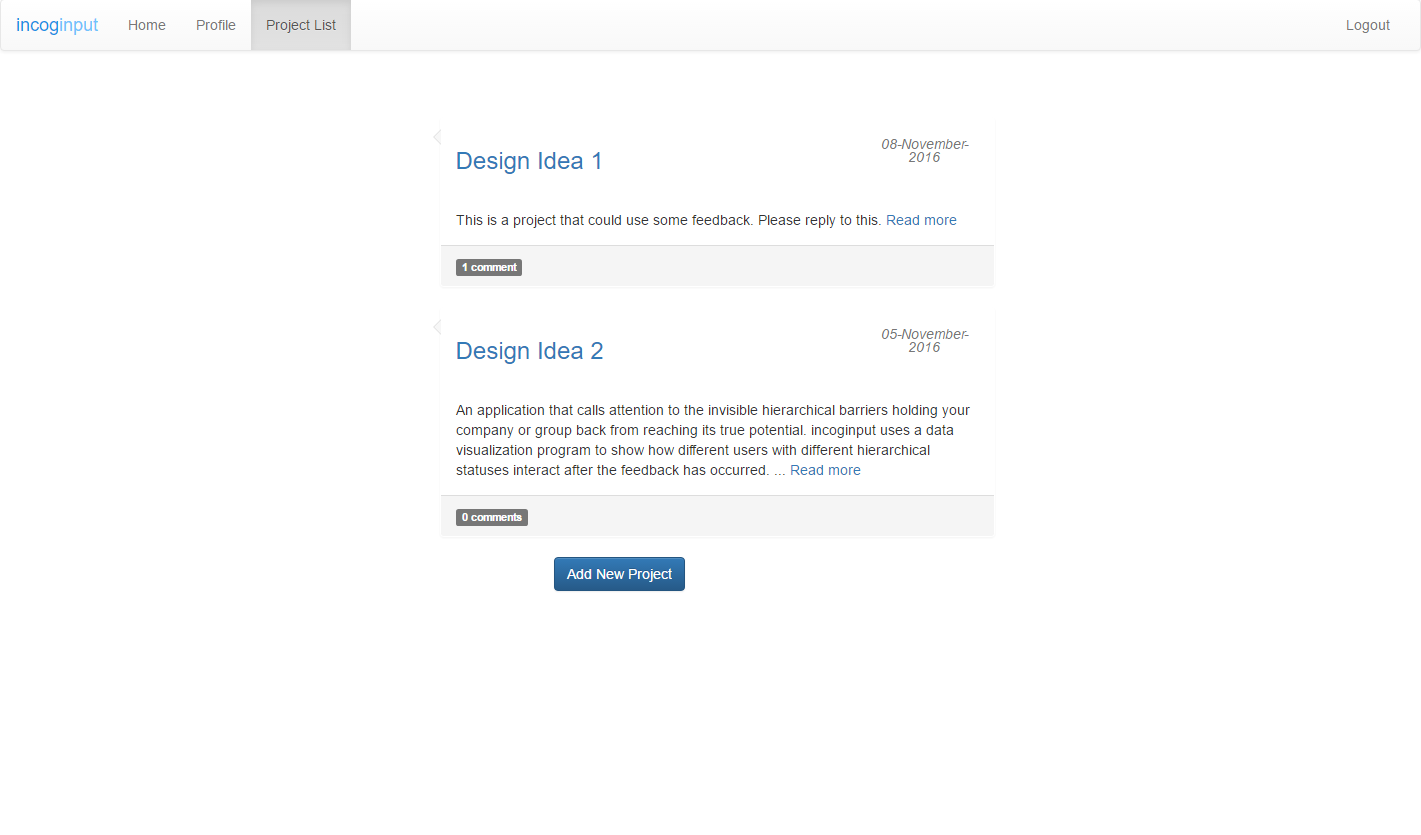 incoginput Home Profile Project List Logout
Design Idea 1
08-November-
2016
This is a project that could use some feedback. Please reply to this. Read more
1 comment
Design Idea 2
05-November-
2016
An application that calls attention to the invisible hierarchical barriers holding your
company or group back from reaching its true potential. incoginput uses a data
visualization program to show how different users with different hierarchical
statuses interact after the feedback has occurred. ... Read more
0 comments
Add New Project